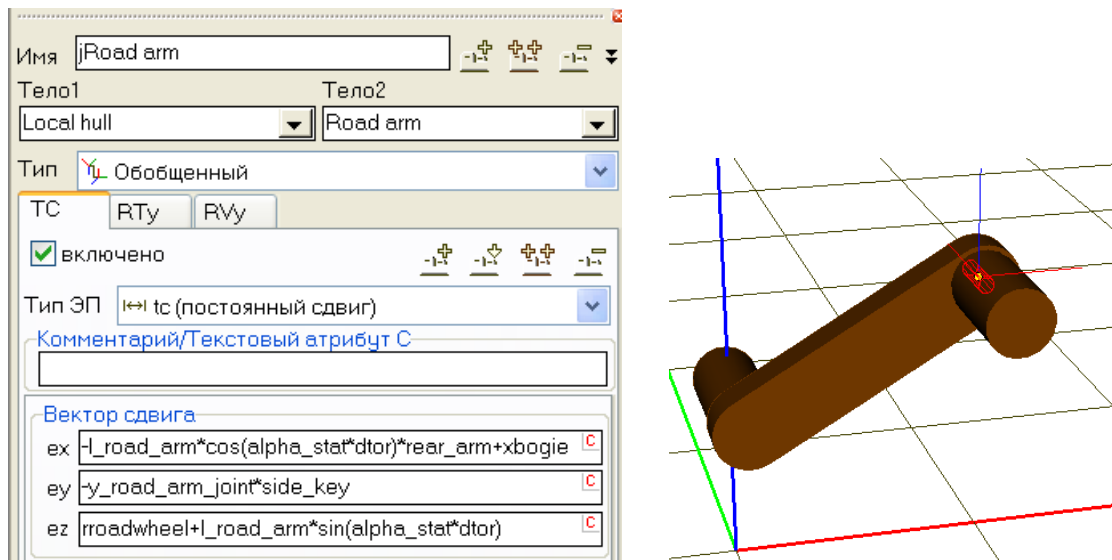 Имя jRoad arm
Тело1 Тело2
Local hull Road arm
Тип Обобщенный
TC RTy RVy
включено
Тип ЭП tc (постоянный сдвиг)
Комментарий/Текстовый атрибут C
Вектор сдвига
ex -l_road_arm*cos(alpha_stat*dtor)*rear_arm+xbogie C
ey -y_road_arm_joint*side_key C
ez rroadwheel+l_road_arm*sin(alpha_stat*dtor) C